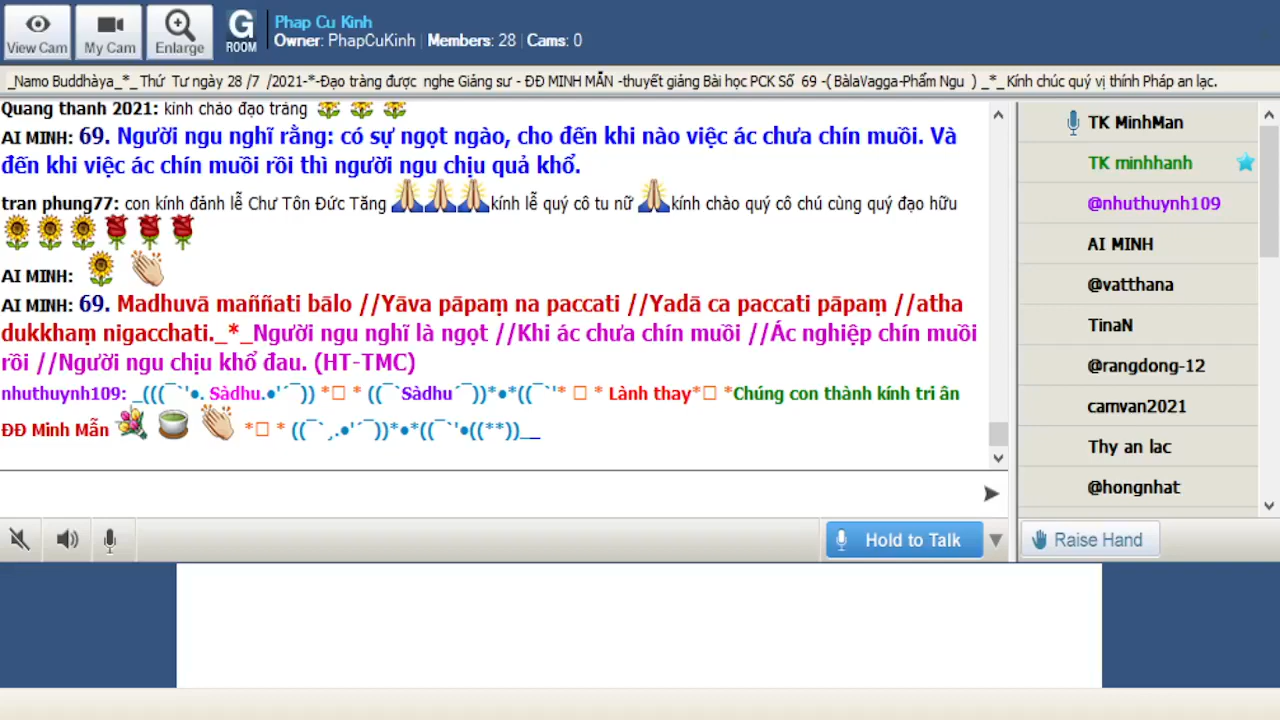 View Cam
My Cam
Enlarge
G
ROOM
Phap Cu Kinh
Owner: PhapCuKinh | Members: 28 | Cams: 0
_Namo Buddhàya_*_ Thứ Tư ngày 28 /7 /2021-*-Đạo tràng được nghe Giảng sư - ĐĐ MINH MẪN -thuyết giảng Bài học PCK Số 69 -( BàlaVagga-Phẩm Ngu ) _*_ Kính chúc quý vị thính Pháp an lạc.
Quang thanh 2021: kính chào đạo tràng
AI MINH: 69. Người ngu nghĩ rằng: có sự ngọt ngào, cho đến khi nào việc ác chưa chín muồi. Và
đến khi việc ác chín muồi rồi thì người ngu chịu quả khổ.
tran phung77: con kính đảnh lễ Chư Tôn Đức Tăng kính lễ quý cô tu nữ kính chào quý cô chú cùng quý đạo hữu
AI MINH:
AI MINH: 69. Madhuvā maññati bālo //Yāva pāpaṃ na paccati //Yadā ca paccati pāpaṃ //atha
dukkhaṃ nigacchati._*_Người ngu nghĩ là ngọt //Khi ác chưa chín muồi //Ác nghiệp chín muồi
rồi //Người ngu chịu khổ đau. (HT-TMC)
nhuthuynh109: _(((¯`'•. Sàdhu.•'´¯)) *□ * ((¯`Sàdhu´¯))*•*((¯`'* □ * Lành thay*□ *Chúng con thành kính tri ân
ĐĐ Minh Mẫn *□ * ((¯`¸.•'´¯))*•*((¯`'•((**))__
TK MinhMan
TK minhhanh
@nhuthuynh109
AI MINH
@vatthana
TinaN
@rangdong-12
camvan2021
Thy an lac
@hongnhat
Hold to Talk
Raise Hand